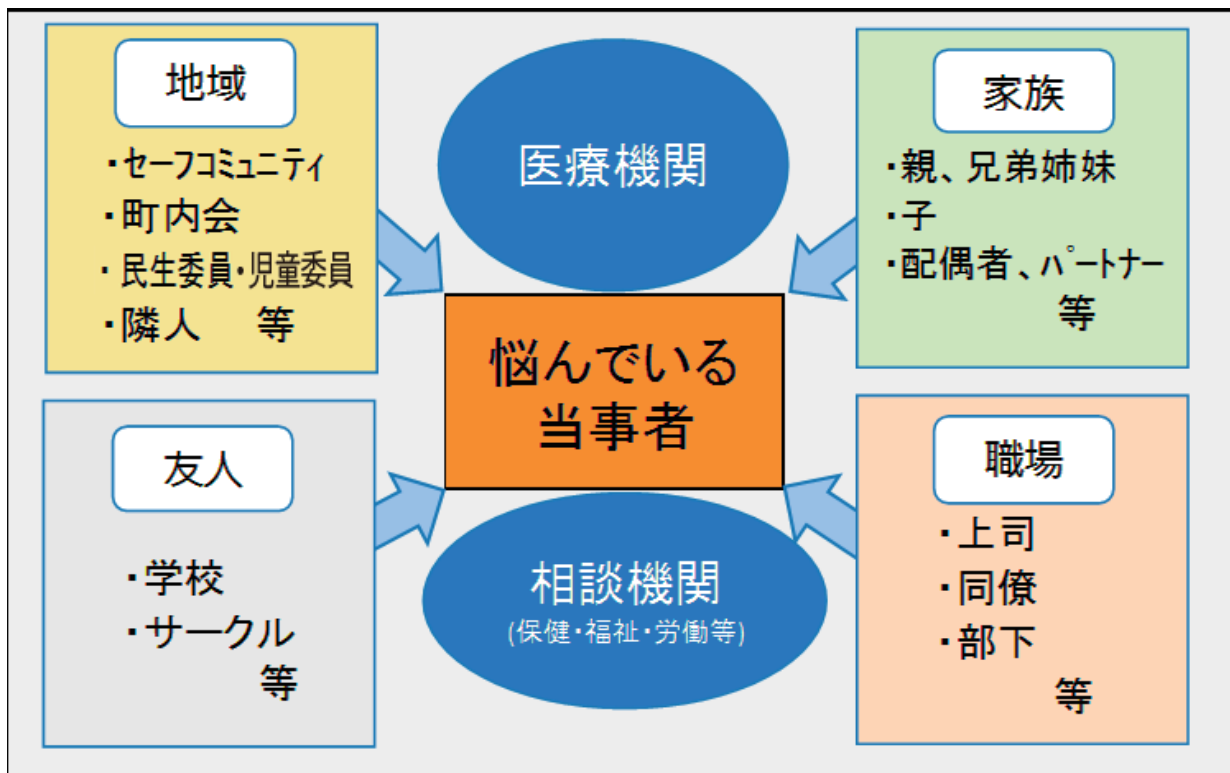 地域
・ｾｰﾌｺﾐｭﾆﾃｨ
・町内会
・民生委員・児童委員
・隣人　等
医療機関
家族
・親、兄弟姉妹
・子
・配偶者、ﾊﾟｰﾄﾅｰ
等
悩んでいる
当事者
友人
・学校
・サークル
等
相談機関
(保健・福祉・労働等)
職場
・上司
・同僚
・部下
等